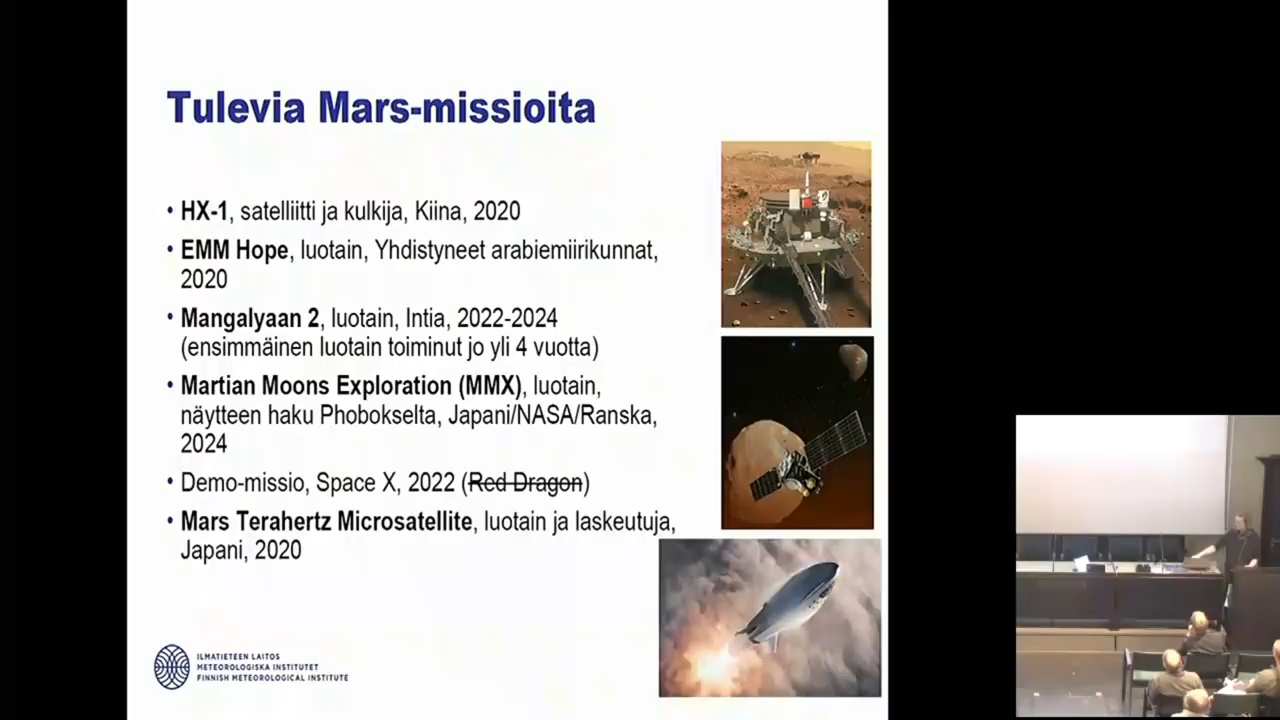 Tulevia Mars-missioita
• HX-1, satelliitti ja kulkija, Kiina, 2020
• EMM Hope, luotain, Yhdistyneet arabiemiirikunnat,
2020
• Mangalyaan 2, luotain, Intia, 2022-2024
(ensimmäinen luotain toiminut jo yli 4 vuotta)
• Martian Moons Exploration (MMX), luotain,
näytteen haku Phobokselta, Japani/NASA/Ranska,
2024
• Demo-missio, Space X, 2022 (Red Dragon)
• Mars Terahertz Microsatellite, luotain ja laskeutuja,
Japani, 2020
ILMATIETEEN LAITOS
METEOROLOGISKA INSTITUTET
FINNISH METEOROLOGICAL INSTITUTE